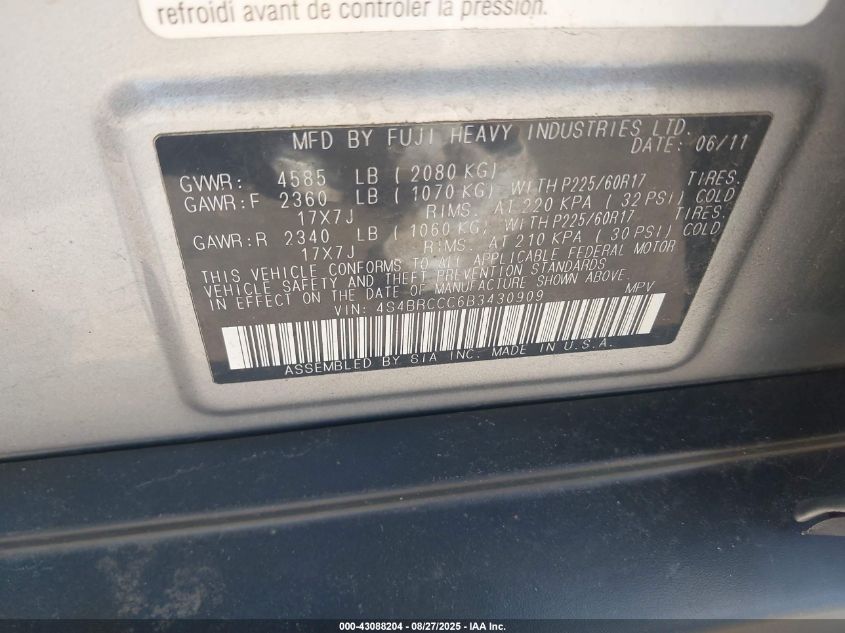 refroidi avant de contrôler la pression.
MFD BY FUJI HEAVY INDUSTRIES LTD.
DATE: 06/11
GVWR: 4585 LB ( 2080 KG)
GAWR:F 2360 LB ( 1070 KG) WITH P225/60R17 TIRES.
17X7J RIMS. AT 220 KPA ( 32 PSI) COLD
GAWR:R 2340 LB ( 1060 KG) WITH P225/60R17 TIRES.
17X7J RIMS. AT 210 KPA ( 30 PSI) COLD
THIS VEHICLE CONFORMS TO ALL APPLICABLE FEDERAL MOTOR
VEHICLE SAFETY AND THEFT PREVENTION STANDARDS
IN EFFECT ON THE DATE OF MANUFACTURE SHOWN ABOVE.
VIN: 4S4BRCCC6B3430909 MPV
ASSEMBLED BY SIA INC. MADE IN U.S.A.
000-43088204 - 08/27/2025 - IAA Inc.